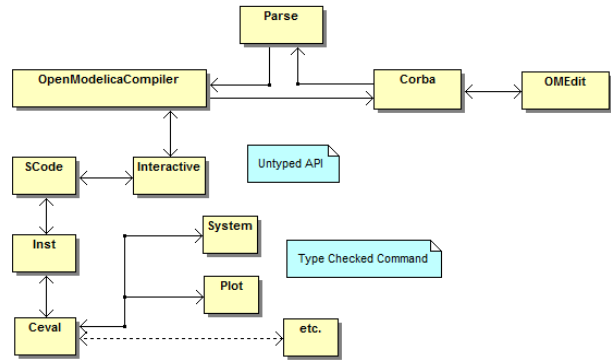 Parse
OpenModelicaCompiler
Corba
OMEdit
Untyped API
SCode
Interactive
System
Inst
Type Checked Command
Plot
Ceval
etc.